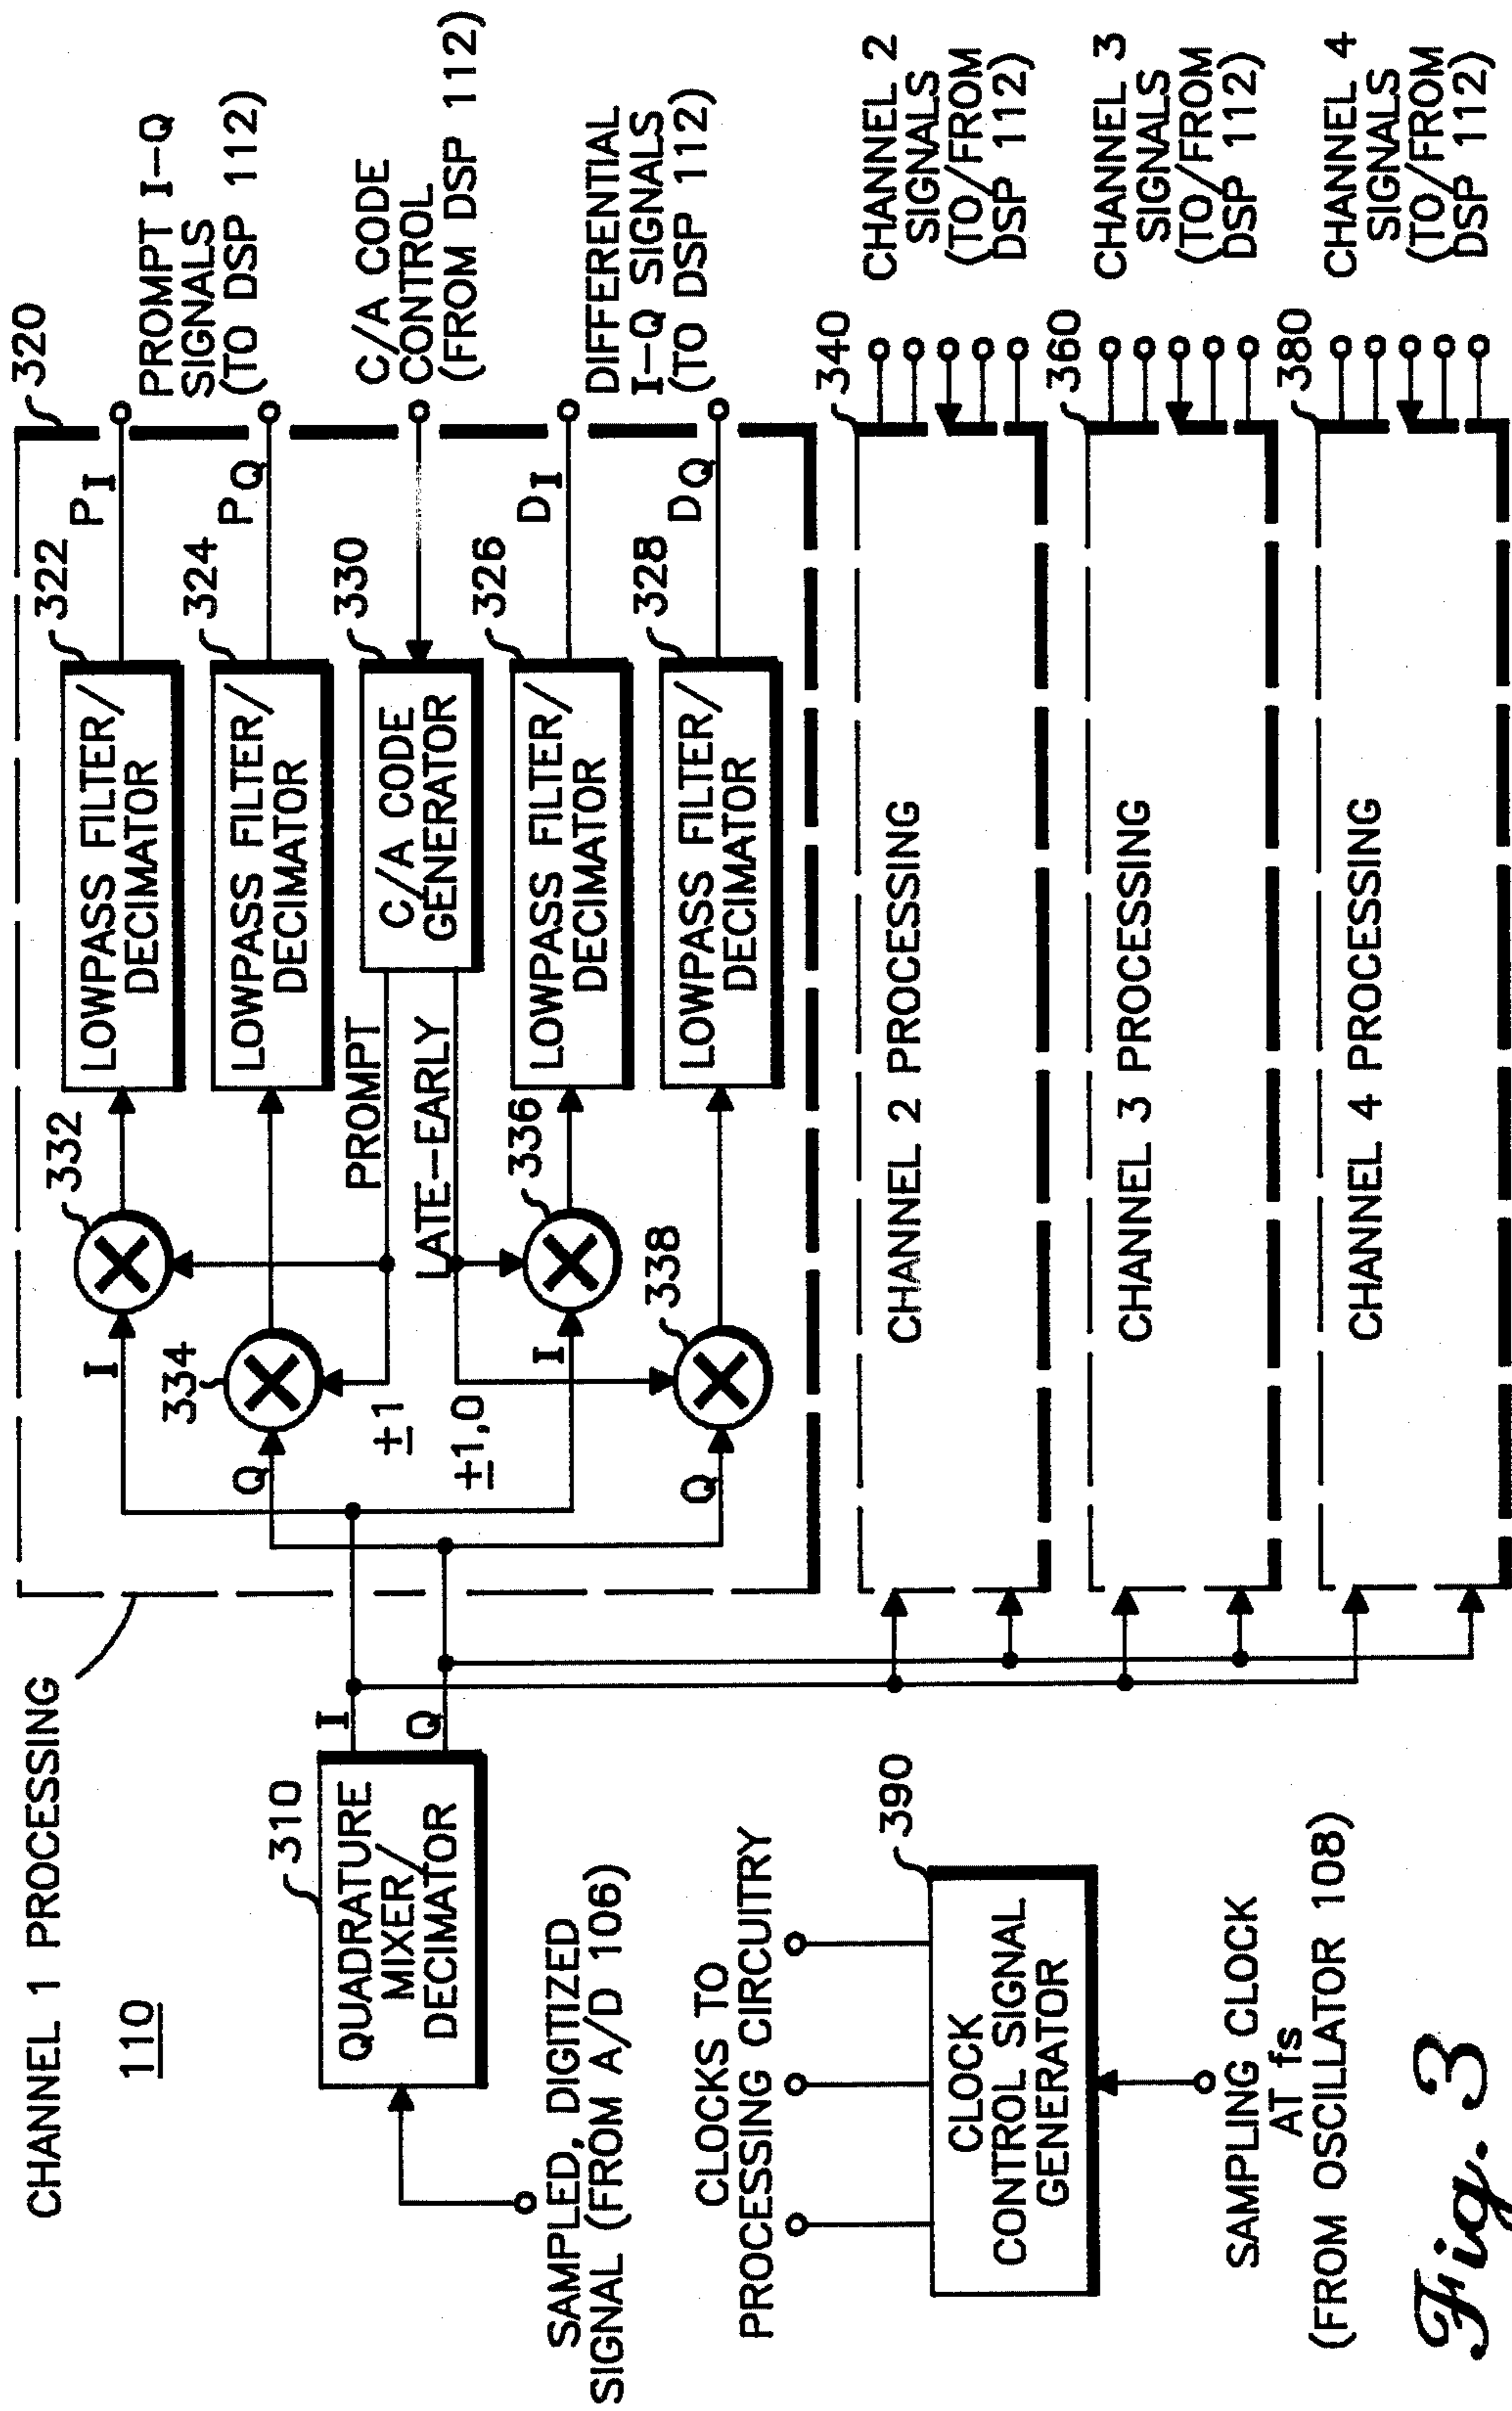 CHANNEL 1 PROCESSING
110
310
QUADRATURE
MIXER/
DECIMATOR
I
Q
SAMPLED, DIGITIZED
SIGNAL (FROM A/D 106)
320
I
332
LOWPASS FILTER/
DECIMATOR
322
P I
PROMPT I-Q
SIGNALS
(TO DSP 112)
Q
334
LOWPASS FILTER/
DECIMATOR
324
P Q
±1
PROMPT
C/A CODE
GENERATOR
330
C/A CODE
CONTROL
(FROM DSP 112)
±1,0
LATE-EARLY
I
336
LOWPASS FILTER/
DECIMATOR
326
D I
DIFFERENTIAL
I-Q SIGNALS
(TO DSP 112)
Q
338
LOWPASS FILTER/
DECIMATOR
328
D Q
CHANNEL 2 PROCESSING
340
CHANNEL 2
SIGNALS
(TO/FROM
DSP 112)
CHANNEL 3 PROCESSING
360
CHANNEL 3
SIGNALS
(TO/FROM
DSP 112)
CHANNEL 4 PROCESSING
380
CHANNEL 4
SIGNALS
(TO/FROM
DSP 112)
CLOCKS TO
PROCESSING CIRCUITRY
390
CLOCK
CONTROL SIGNAL
GENERATOR
SAMPLING CLOCK
AT fs
(FROM OSCILLATOR 108)
Fig. 3